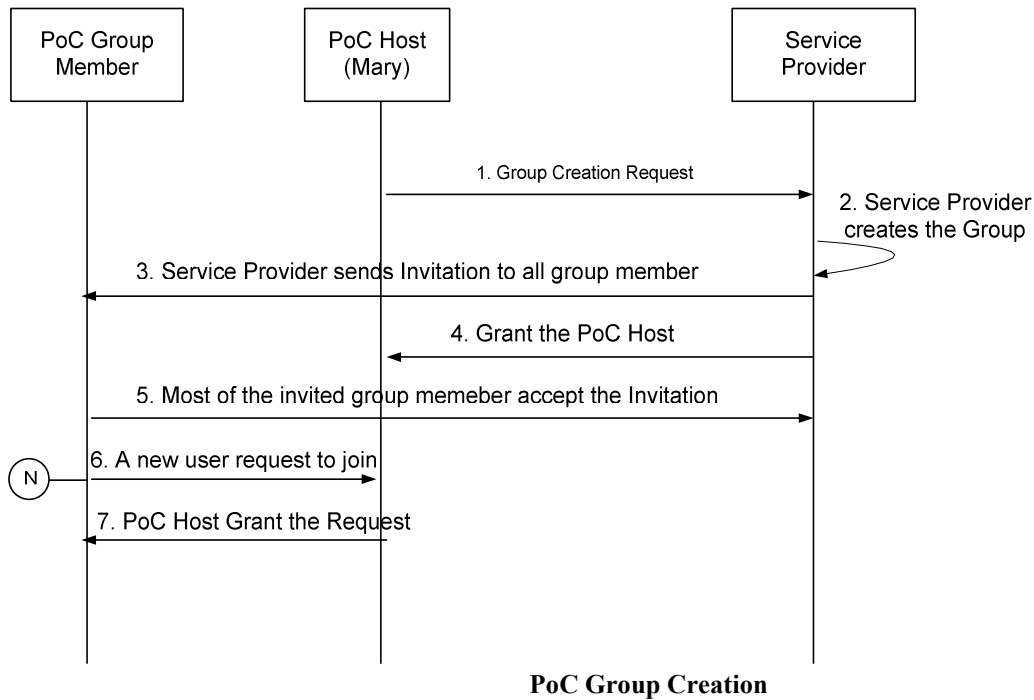 PoC Group
Member
PoC Host
(Mary)
Service
Provider
1. Group Creation Request
2. Service Provider
creates the Group
3. Service Provider sends Invitation to all group member
4. Grant the PoC Host
5. Most of the invited group memeber accept the Invitation
6. A new user request to join
N
7. PoC Host Grant the Request
PoC Group Creation